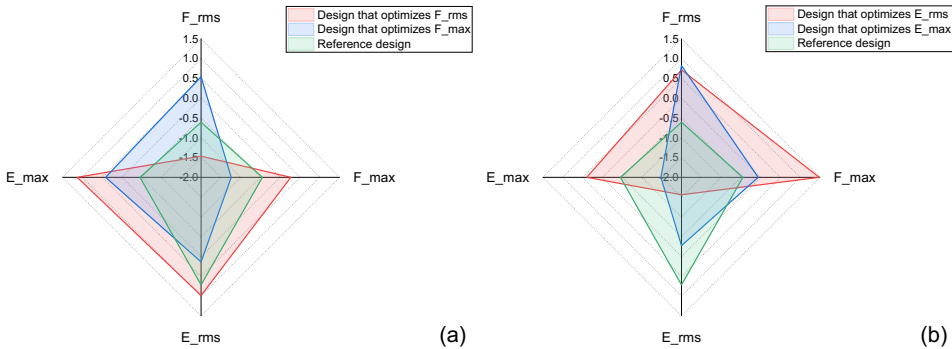 F_rms
Design that optimizes F_rms
Design that optimizes F_max
Reference design
1.5
1.0
0.5
0.0
-0.5
-1.0
-1.5
-2.0
E_max
F_max
E_rms
(a)
F_rms
Design that optimizes E_rms
Design that optimizes E_max
Reference design
1.5
1.0
0.5
0.0
-0.5
-1.0
-1.5
-2.0
E_max
F_max
E_rms
(b)